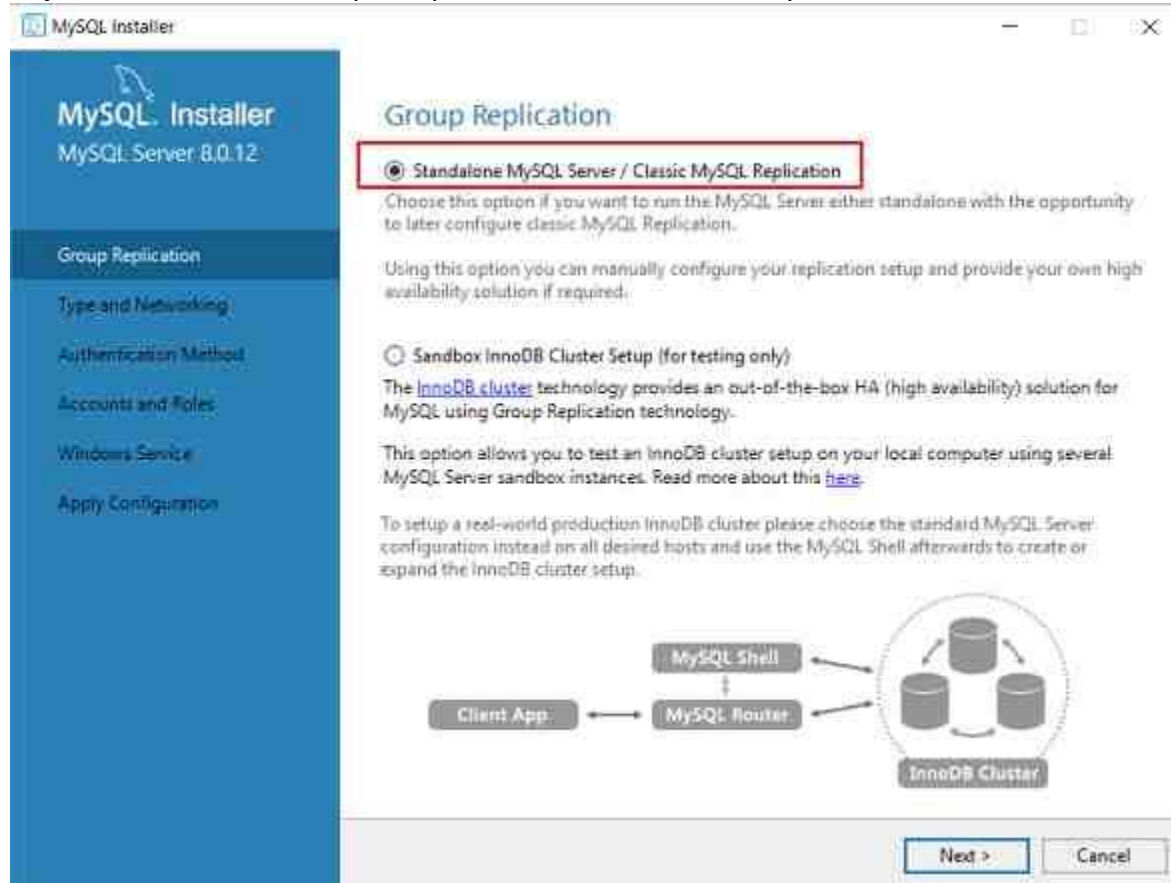 MySQL Installer
MySQL Installer
MySQL Server 8.0.12
Group Replication
Type and Networking
Authentication Method
Accounts and Roles
Windows Service
Apply Configuration
Group Replication
Standalone MySQL Server / Classic MySQL Replication
Choose this option if you want to run the MySQL Server either standalone with the opportunity
to later configure classic MySQL Replication.
Using this option you can manually configure your replication setup and provide your own high
availability solution if required.
Sandbox InnoDB Cluster Setup (for testing only)
The InnoDB cluster technology provides an out-of-the-box HA (high availability) solution for
MySQL using Group Replication technology.
This option allows you to test an InnoDB cluster setup on your local computer using several
MySQL Server sandbox instances. Read more about this here.
To setup a real-world production InnoDB cluster please choose the standard MySQL Server
configuration instead on all desired hosts and use the MySQL Shell afterwards to create or
expand the InnoDB cluster setup.
MySQL Shell
Client App
MySQL Router
InnoDB Cluster
Next >
Cancel